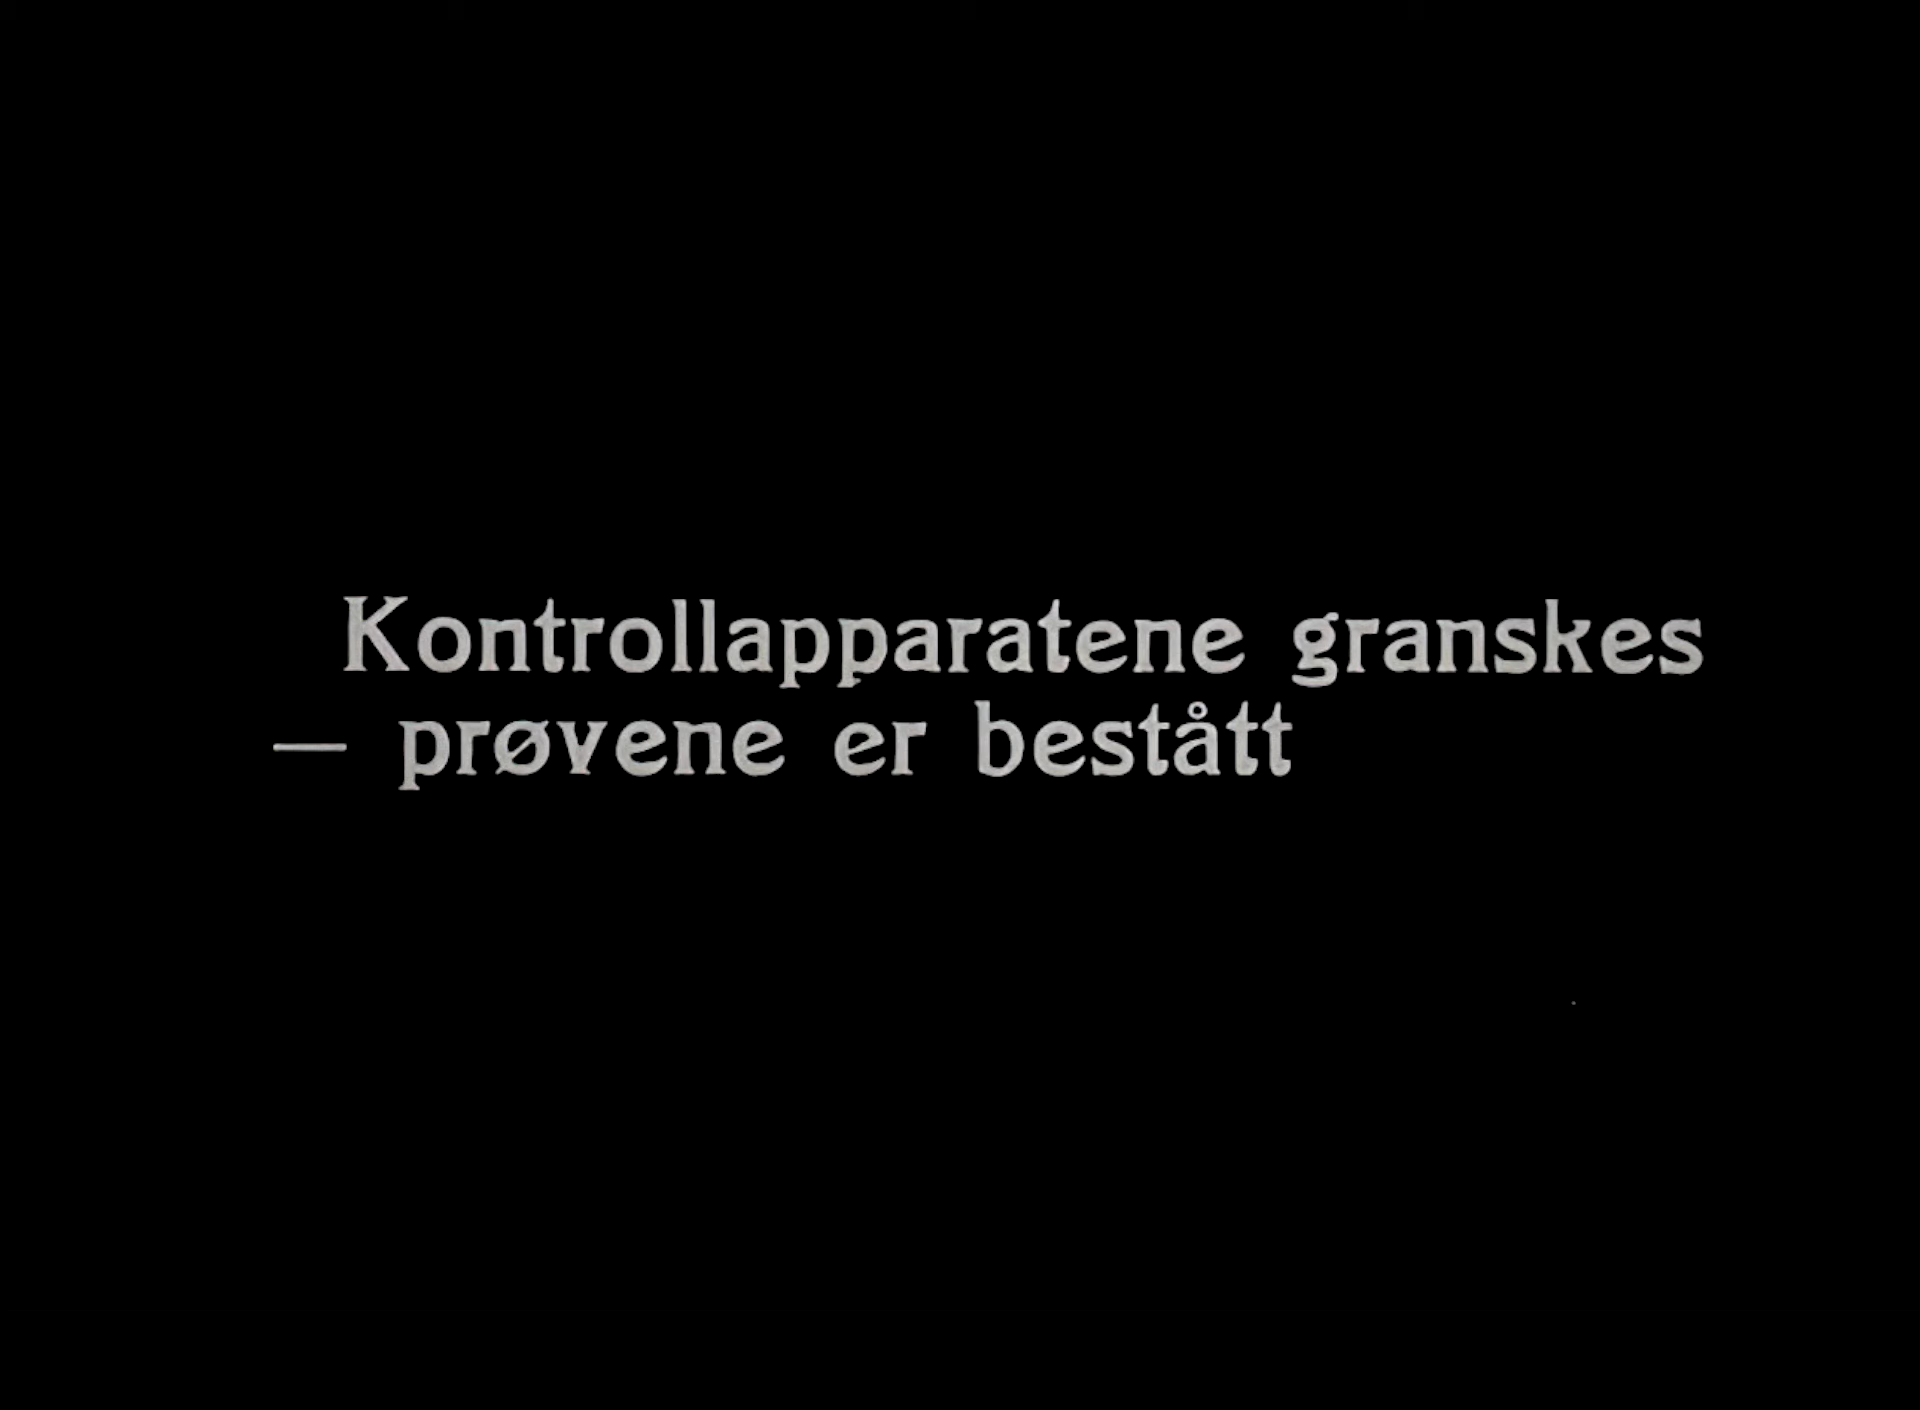 Kontrollapparatene granskes
— prøvene er bestått